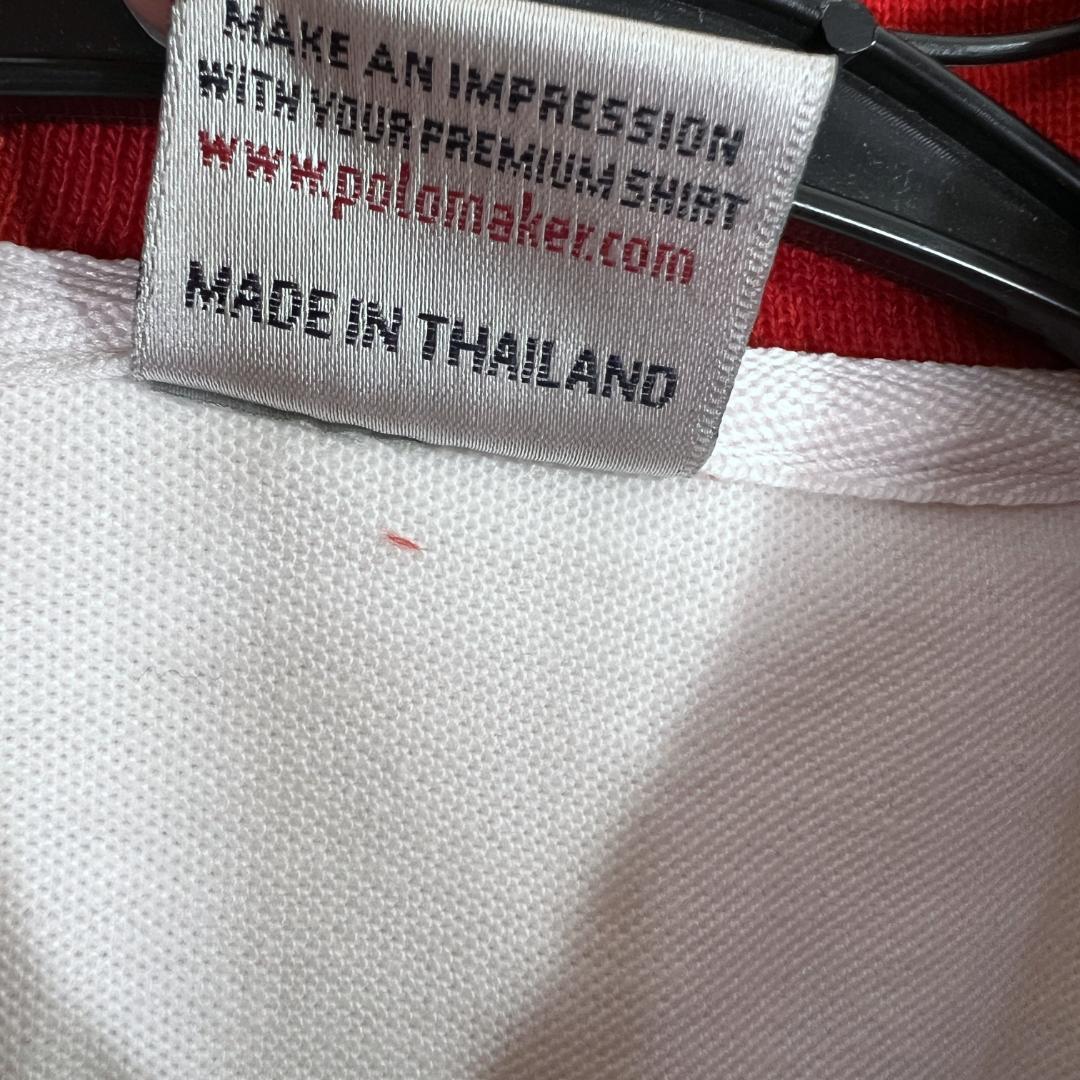 MAKE AN IMPRESSION
WITH YOUR PREMIUM SHIRT
www.polomaker.com
MADE IN THAILAND